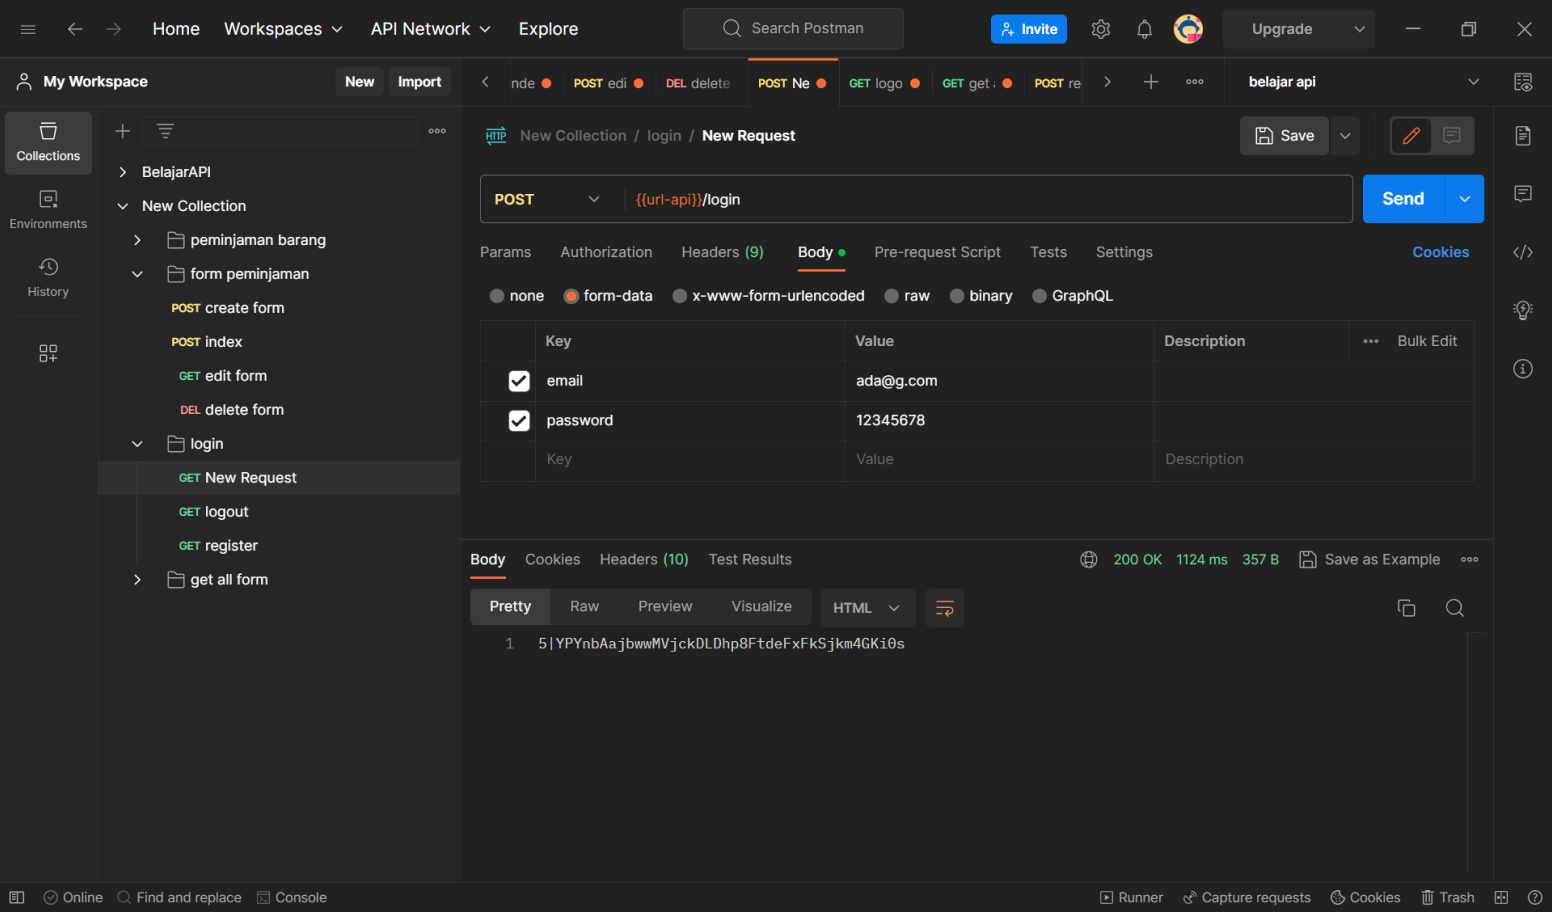 Home Workspaces API Network Explore Search Postman Invite Upgrade
My Workspace New Import nde POST edi DEL delete POST Ne GET logo GET get POST re belajar api
Collections
Environments
History
BelajarAPI
New Collection
peminjaman barang
form peminjaman
POST create form
POST index
GET edit form
DEL delete form
login
GET New Request
GET logout
GET register
get all form
HTTP New Collection / login / New Request Save
POST {{url-api}}/login Send
Params Authorization Headers (9) Body Pre-request Script Tests Settings Cookies
none form-data x-www-form-urlencoded raw binary GraphQL
Key Value Description Bulk Edit
email ada@g.com
password 12345678
Key Value Description
Body Cookies Headers (10) Test Results 200 OK 1124 ms 357 B Save as Example
Pretty Raw Preview Visualize HTML
1 5|YPYnbAajbwwMVjckDLDhp8FtdeFxFkSjkm4GKi0s
Online Find and replace Console Runner Capture requests Cookies Trash